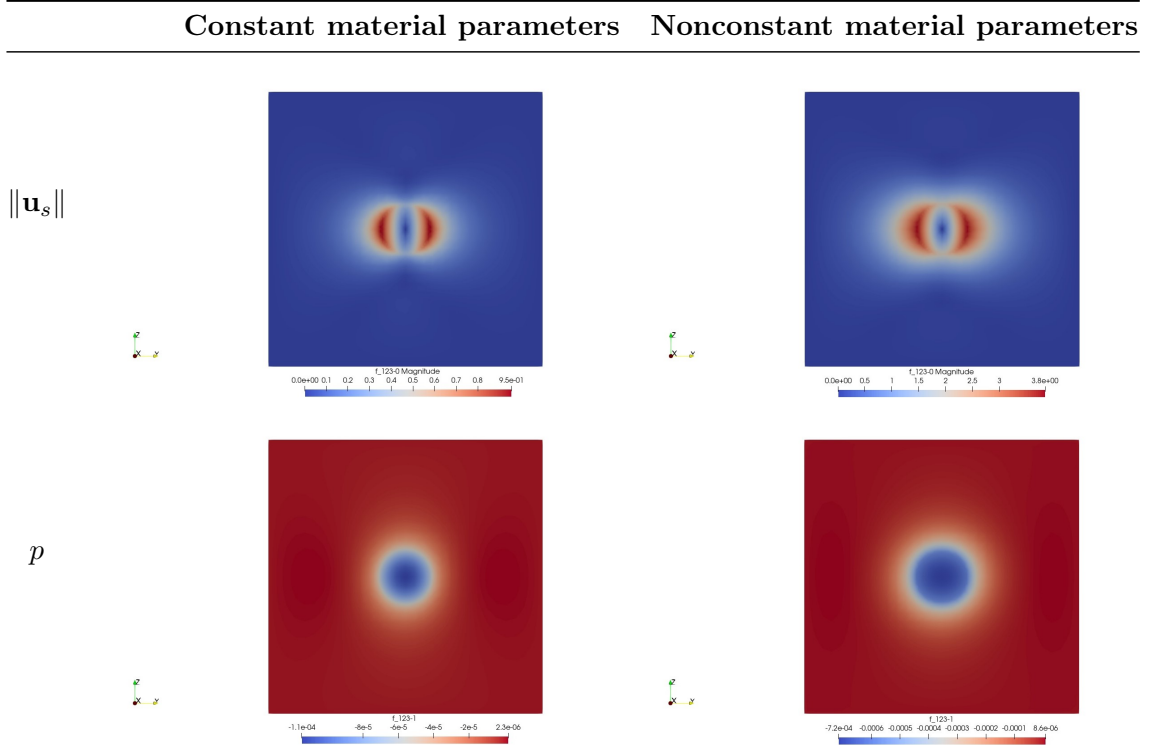 Constant material parameters Nonconstant material parameters
‖u_s‖
Z
X Y
f_123-0 Magnitude
0.0e+00 0.1 0.2 0.3 0.4 0.5 0.6 0.7 0.8 9.5e-01
Z
X Y
f_123-0 Magnitude
0.0e+00 0.5 1 1.5 2 2.5 3 3.8e+00
p
Z
X Y
f_123-1
-1.1e-04 -8e-5 -6e-5 -4e-5 -2e-5 2.3e-06
Z
X Y
f_123-1
-7.2e-04 -0.0006 -0.0005 -0.0004 -0.0003 -0.0002 -0.0001 8.6e-06